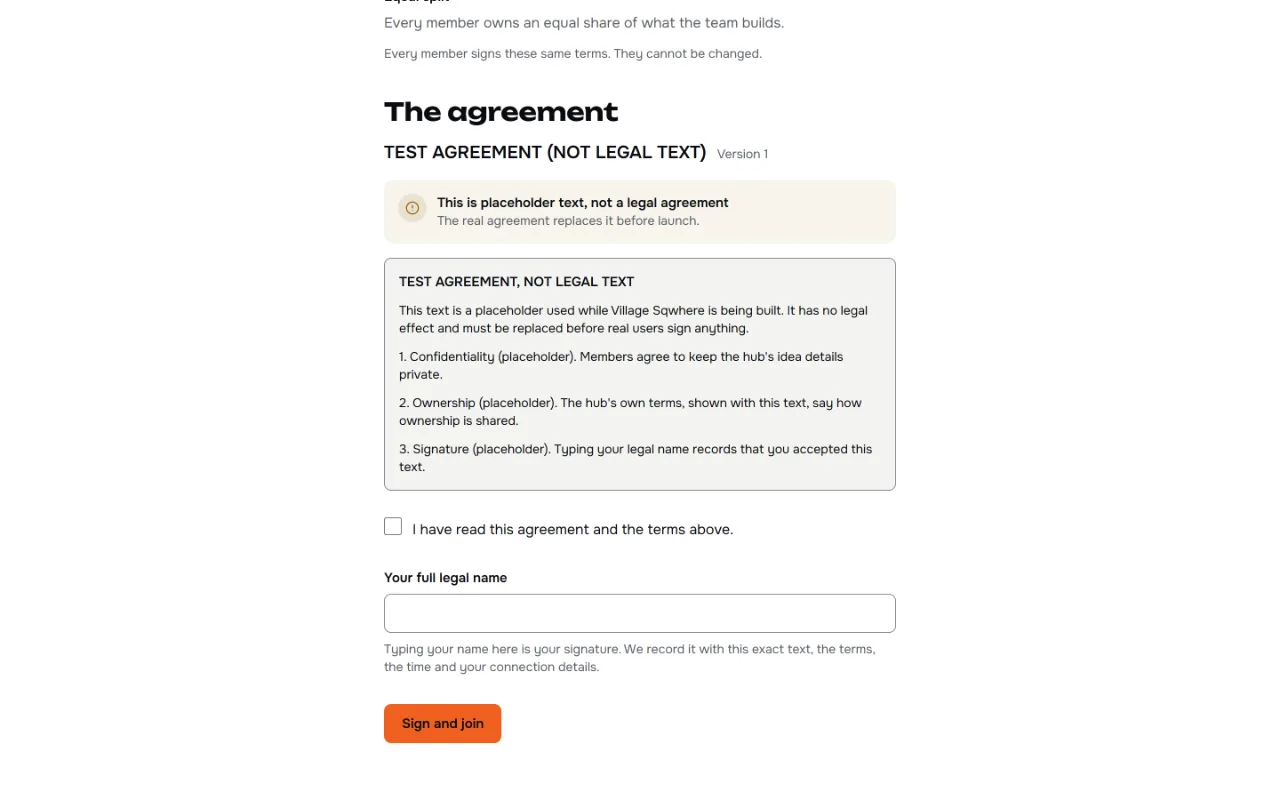 Equal split
Every member owns an equal share of what the team builds.
Every member signs these same terms. They cannot be changed.
The agreement
TEST AGREEMENT (NOT LEGAL TEXT) Version 1
This is placeholder text, not a legal agreement
The real agreement replaces it before launch.
TEST AGREEMENT, NOT LEGAL TEXT
This text is a placeholder used while Village Sqwhere is being built. It has no legal
effect and must be replaced before real users sign anything.
1. Confidentiality (placeholder). Members agree to keep the hub's idea details
private.
2. Ownership (placeholder). The hub's own terms, shown with this text, say how
ownership is shared.
3. Signature (placeholder). Typing your legal name records that you accepted this
text.
I have read this agreement and the terms above.
Your full legal name
Typing your name here is your signature. We record it with this exact text, the terms,
the time and your connection details.
Sign and join